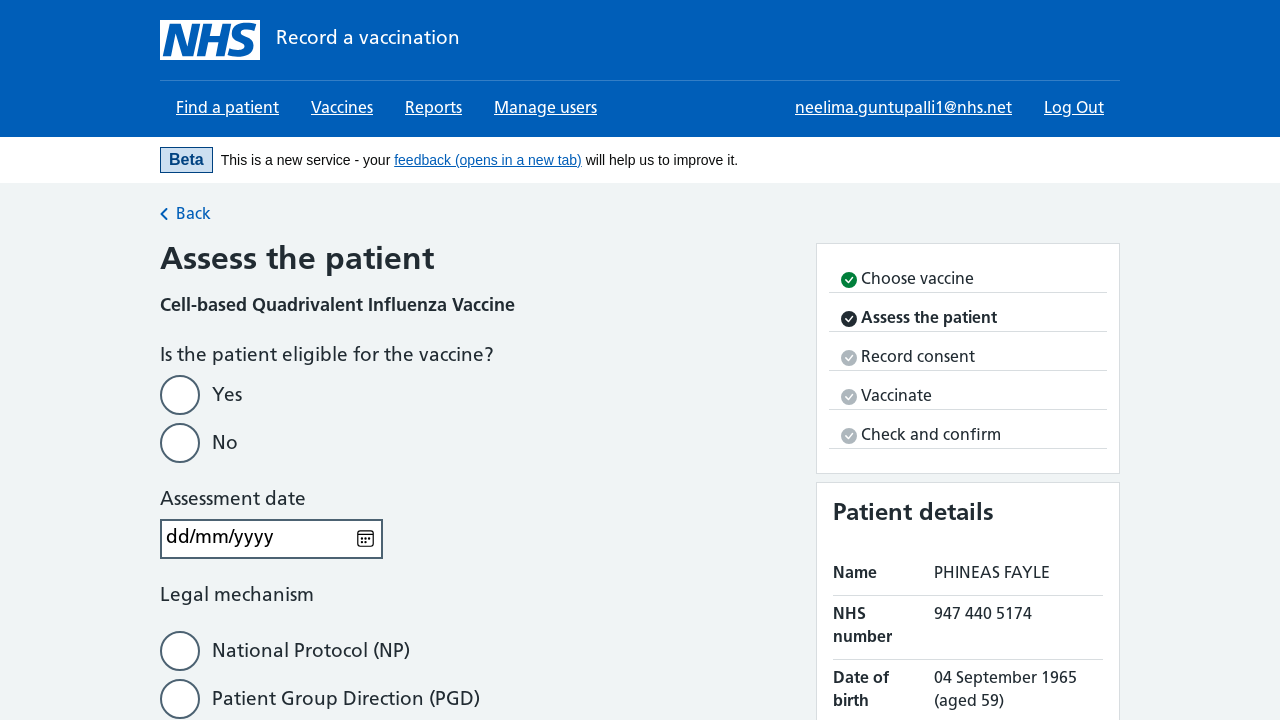 NHS Record a vaccination
Find a patient Vaccines Reports Manage users neelima.guntupalli1@nhs.net Log Out
Beta This is a new service - your feedback (opens in a new tab) will help us to improve it.
Back
Assess the patient
Cell-based Quadrivalent Influenza Vaccine
Is the patient eligible for the vaccine?
Yes
No
Assessment date
dd/mm/yyyy
Legal mechanism
National Protocol (NP)
Patient Group Direction (PGD)
Choose vaccine
Assess the patient
Record consent
Vaccinate
Check and confirm
Patient details
Name PHINEAS FAYLE
NHS number 947 440 5174
Date of birth 04 September 1965 (aged 59)